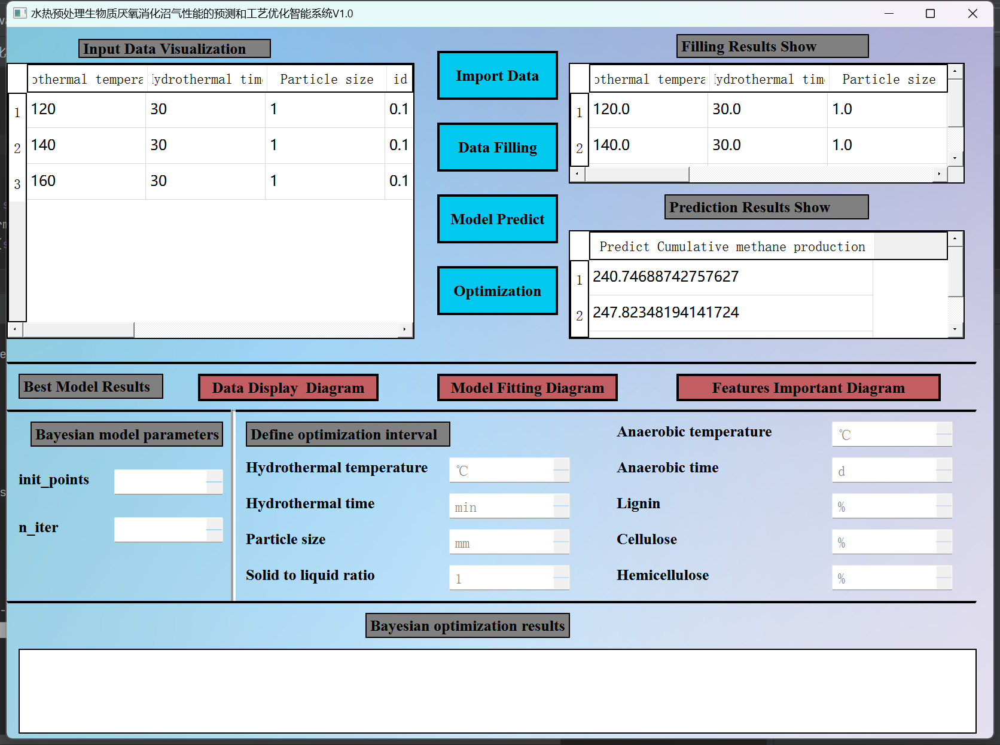 水热预处理生物质厌氧消化沼气性能的预测和工艺优化智能系统V1.0
Input Data Visualization
othermal tempera Hydrothermal tim Particle size id
1 120 30 1 0.1
2 140 30 1 0.1
3 160 30 1 0.1
Import Data
Data Filling
Model Predict
Optimization
Filling Results Show
othermal tempera Hydrothermal tim Particle size
1 120.0 30.0 1.0
2 140.0 30.0 1.0
Prediction Results Show
Predict Cumulative methane production
1 240.74688742757627
2 247.82348194141724
Best Model Results
Data Display  Diagram
Model Fitting Diagram
Features Important Diagram
Bayesian model parameters
init_points
n_iter
Define optimization interval
Hydrothermal temperature ℃
Hydrothermal time min
Particle size mm
Solid to liquid ratio 1
Anaerobic temperature ℃
Anaerobic time d
Lignin %
Cellulose %
Hemicellulose %
Bayesian optimization results